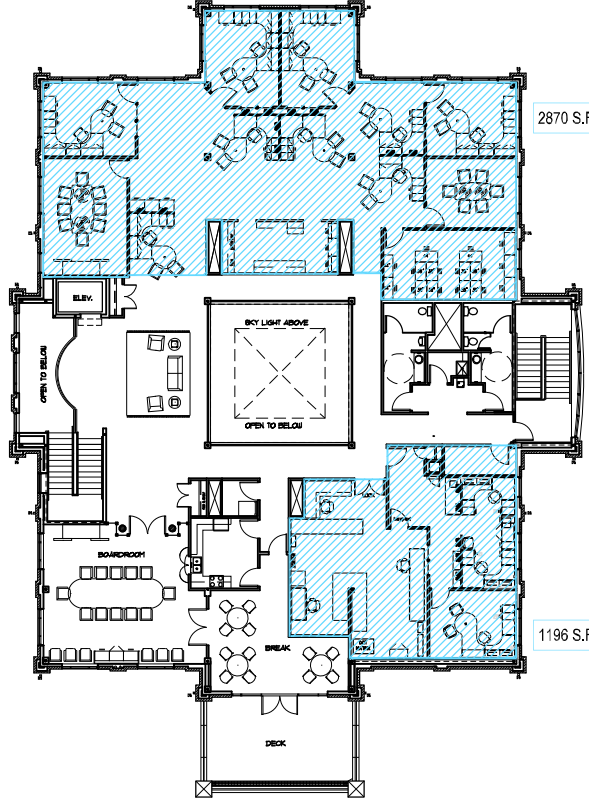 2870 S.F
ELEV.
SKY LIGHT ABOVE
OPEN TO BELOW
OPEN TO BELOW
BOARDROOM
1196 S.F
BREAK
DECK